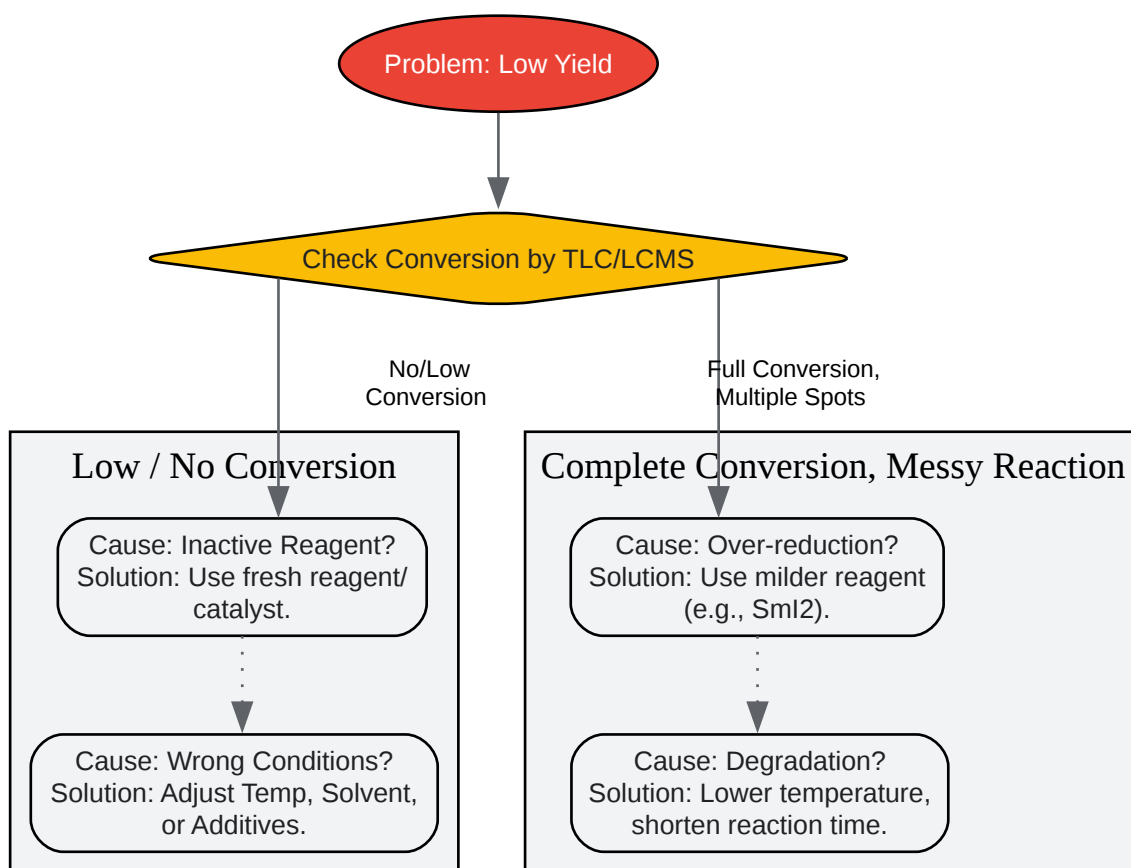 Problem: Low Yield
Check Conversion by TLC/LCMS
No/Low
Conversion
Full Conversion,
Multiple Spots
Low / No Conversion
Cause: Inactive Reagent?
Solution: Use fresh reagent/
catalyst.
Cause: Wrong Conditions?
Solution: Adjust Temp, Solvent,
or Additives.
Complete Conversion, Messy Reaction
Cause: Over-reduction?
Solution: Use milder reagent
(e.g., SmI2).
Cause: Degradation?
Solution: Lower temperature,
shorten reaction time.